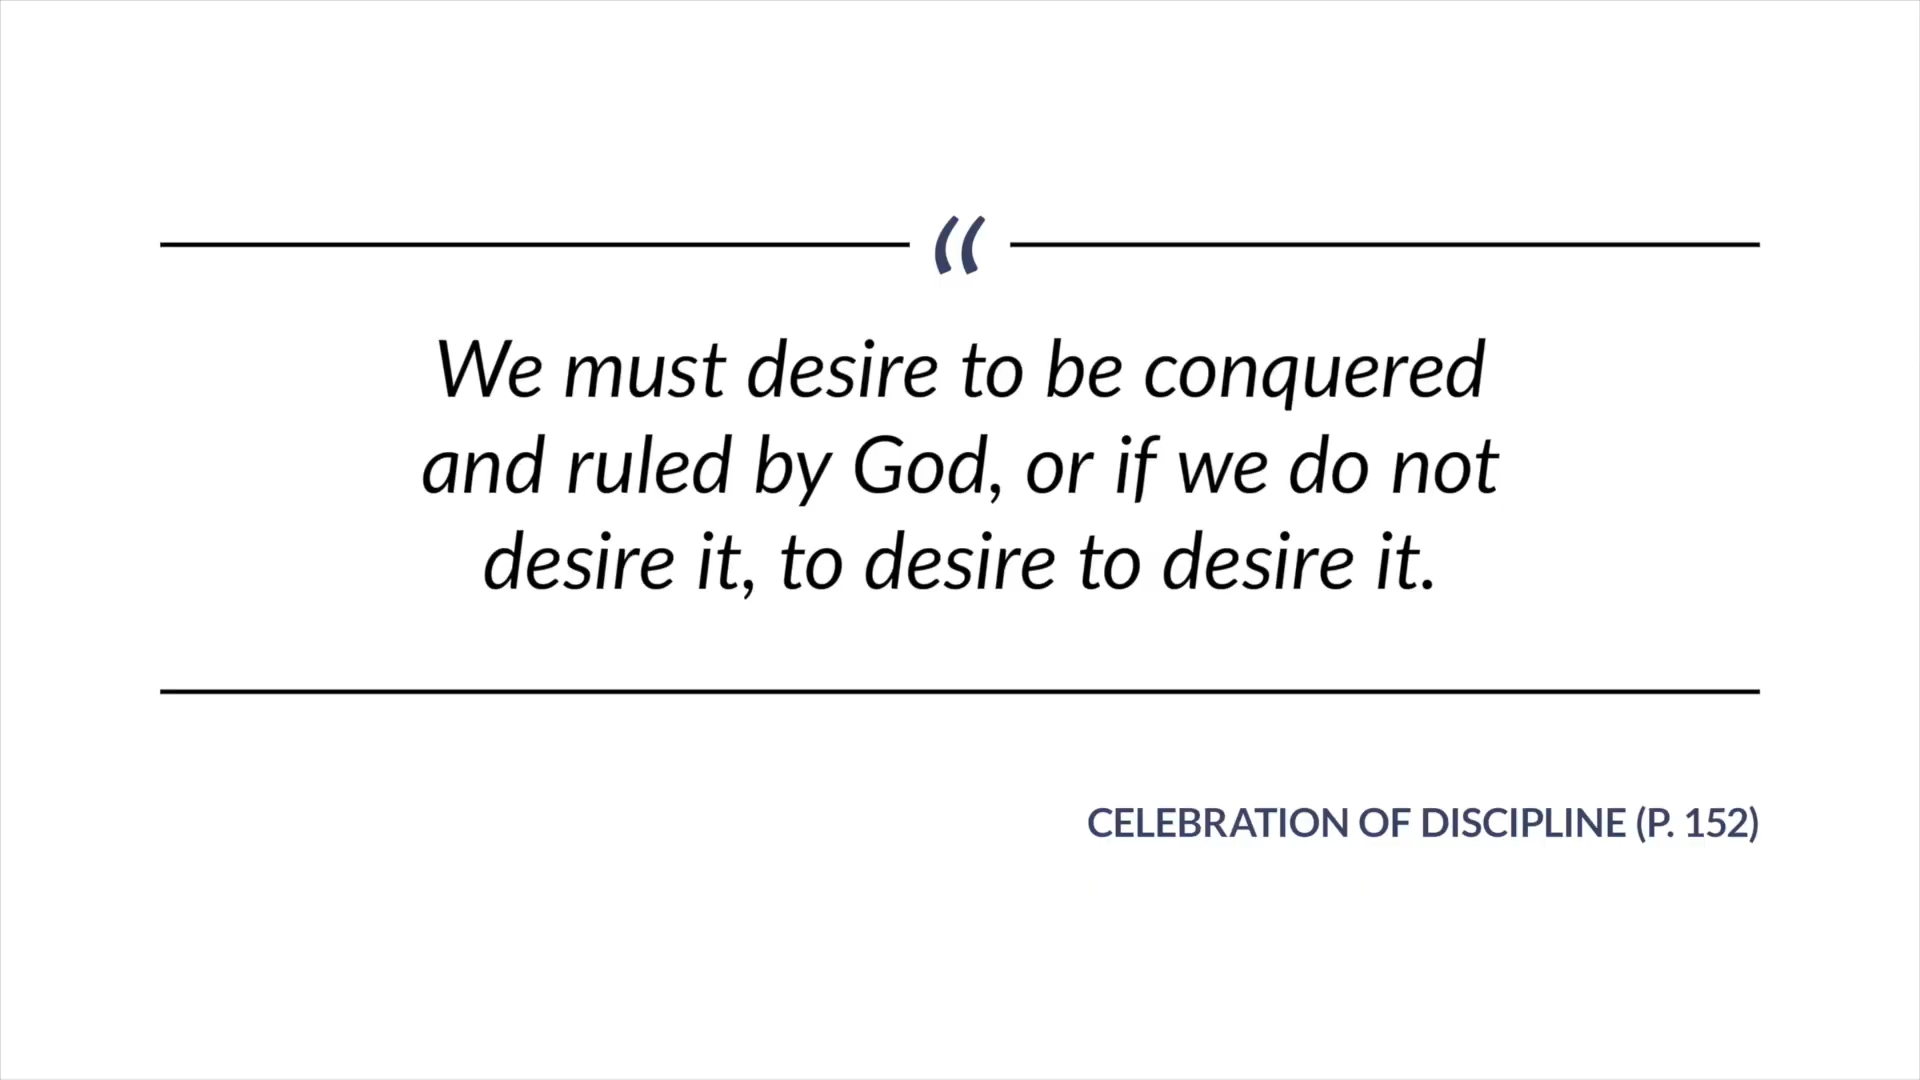 “
We must desire to be conquered
and ruled by God, or if we do not
desire it, to desire to desire it.
CELEBRATION OF DISCIPLINE (P. 152)